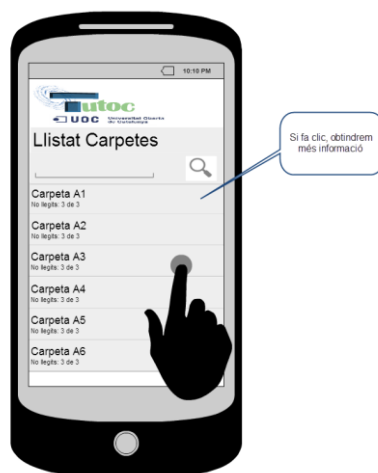 10:10 PM
Tutoc
UOC Universitat Oberta
de Catalunya
Llistat Carpetes
Carpeta A1
No llegits: 3 de 3
Carpeta A2
No llegits: 3 de 3
Carpeta A3
No llegits: 3 de 3
Carpeta A4
No llegits: 3 de 3
Carpeta A5
No llegits: 3 de 3
Carpeta A6
No llegits: 3 de 3
Si fa clic, obtindrem
més informació